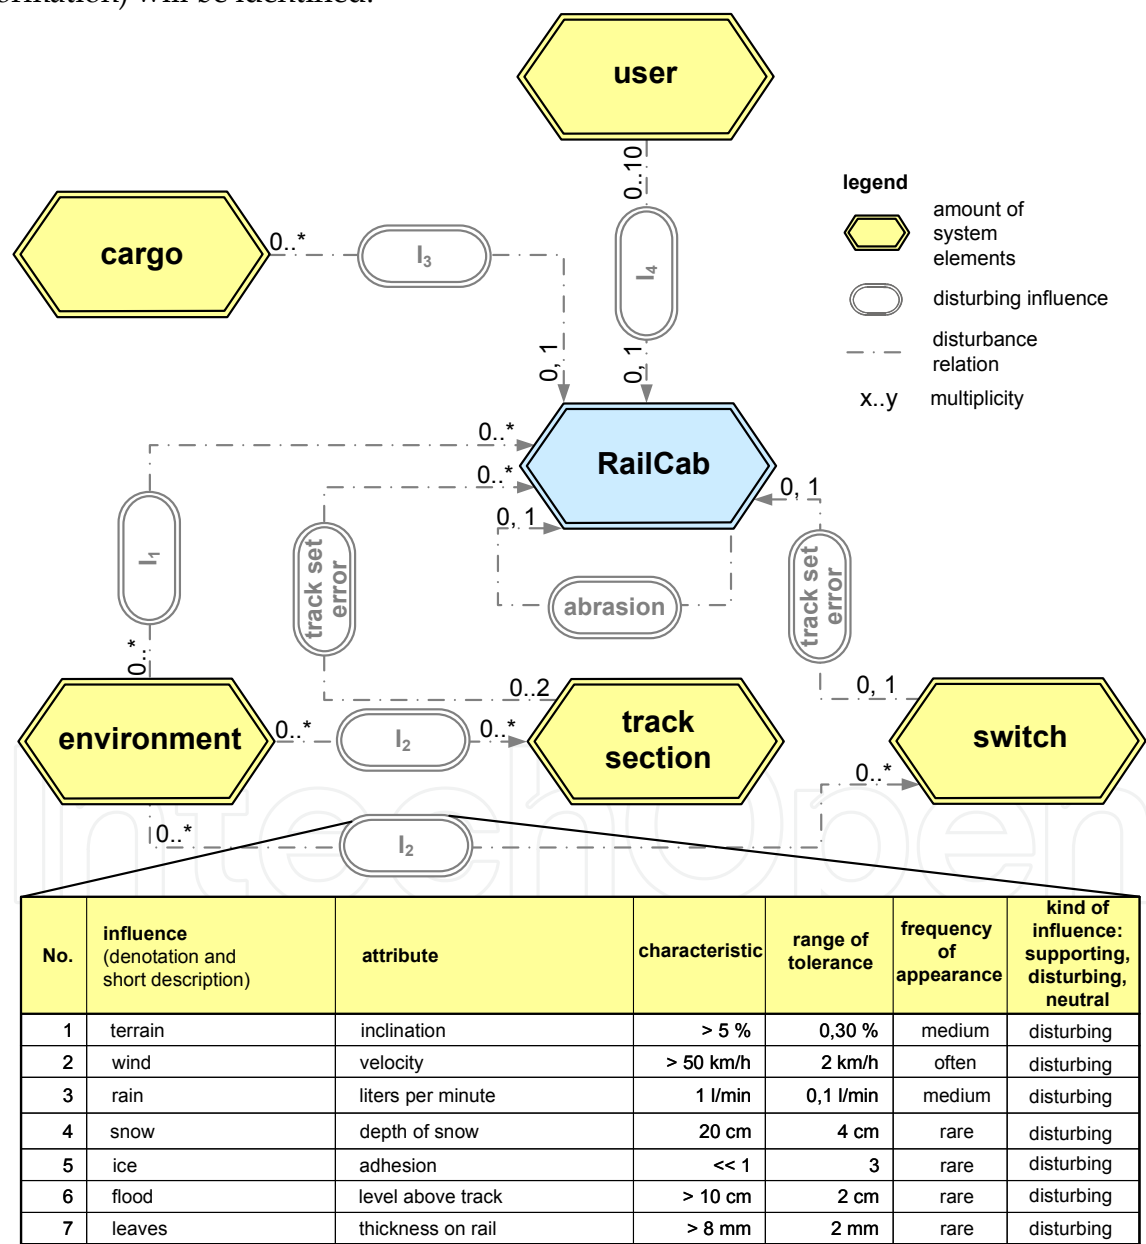 ormation) will be identified.
user
0..10
legend
amount of
system
elements
cargo
0..*
I3
I4
disturbing influence
disturbance
relation
0, 1
0, 1
x..y multiplicity
0..*
RailCab
0..*
0, 1
0, 1
I1
track set
error
abrasion
track set
error
0..*
0..2
0, 1
environment
0..*
I2
0..*
track
section
switch
0..*
0..*
I2
IntechOpen
No.
influence
(denotation and
short description)
attribute
characteristic
range of
tolerance
frequency
of
appearance
kind of
influence:
supporting,
disturbing,
neutral
1 terrain inclination > 5 % 0,30 % medium disturbing
2 wind velocity > 50 km/h 2 km/h often disturbing
3 rain liters per minute 1 l/min 0,1 l/min medium disturbing
4 snow depth of snow 20 cm 4 cm rare disturbing
5 ice adhesion << 1 3 rare disturbing
6 flood level above track > 10 cm 2 cm rare disturbing
7 leaves thickness on rail > 8 mm 2 mm rare disturbing